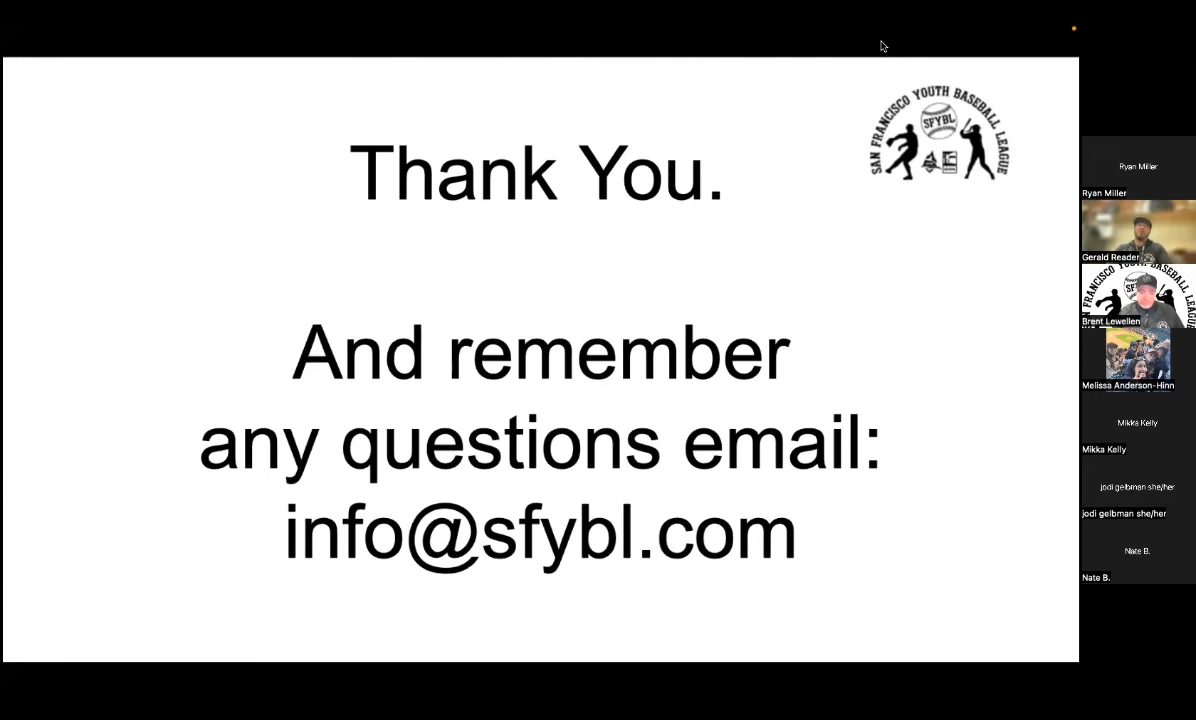 Thank You.
And remember
any questions email:
info@sfybl.com
SAN FRANCISCO YOUTH BASEBALL LEAGUE
SFYBL
Ryan Miller
Ryan Miller
Gerald Reader
Brent Lewellen
Melissa Anderson-Hinn
Mikka Kelly
Mikka Kelly
jodi gelbman she/her
jodi gelbman she/her
Nate B.
Nate B.